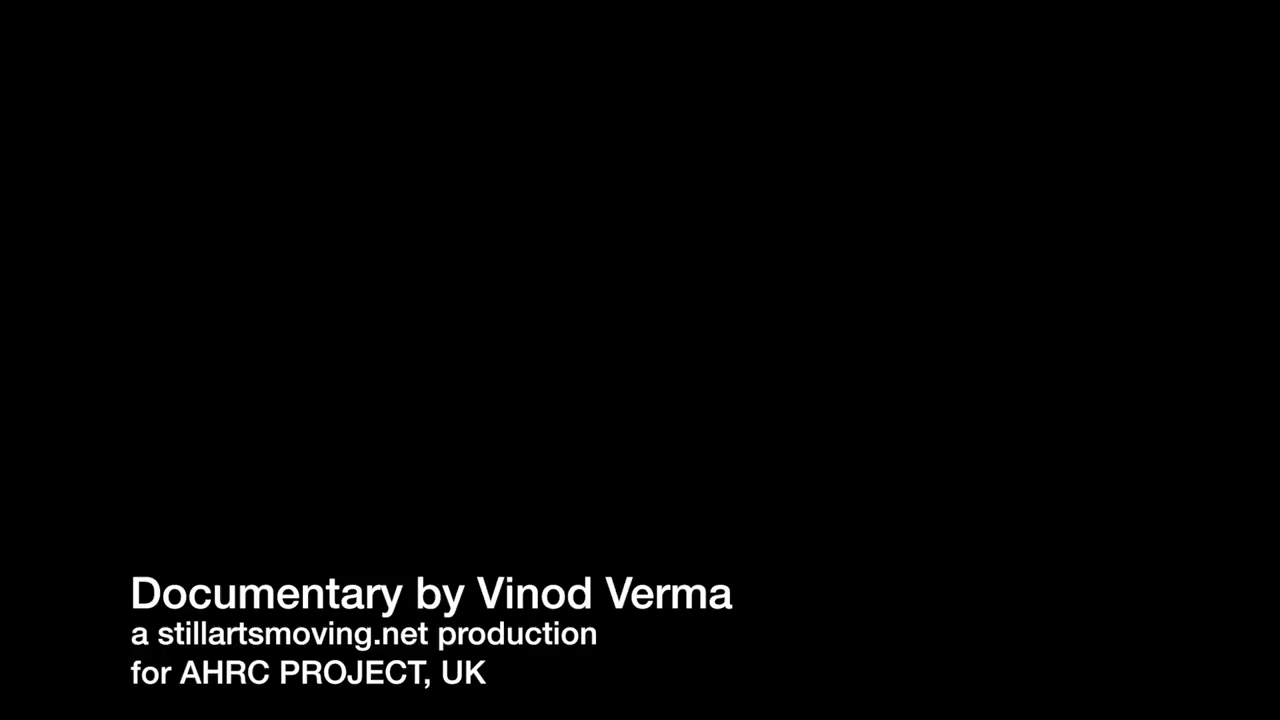 Documentary by Vinod Verma
a stillartsmoving.net production
for AHRC PROJECT, UK